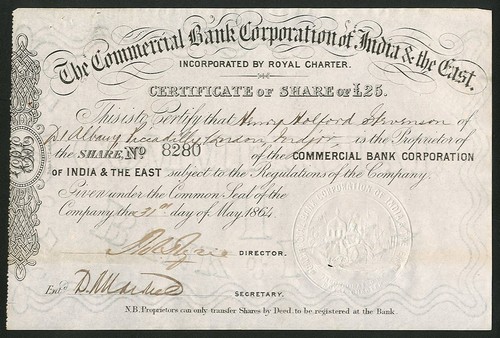 The Commercial Bank Corporation of India & the East.
INCORPORATED BY ROYAL CHARTER.
CERTIFICATE OF SHARE OF £25.
This is to Certify that Henry Holford Stevenson of
Albany Piccadilly London, is the Proprietor of
the SHARE, No 8280 of the COMMERCIAL BANK CORPORATION
OF INDIA & THE EAST subject to the Regulations of the Company.
Given under the Common Seal of the
Company the 31st day of May, 1864.
DIRECTOR.
Entd.
SECRETARY.
N.B. Proprietors can only transfer Shares by Deed, to be registered at the Bank.